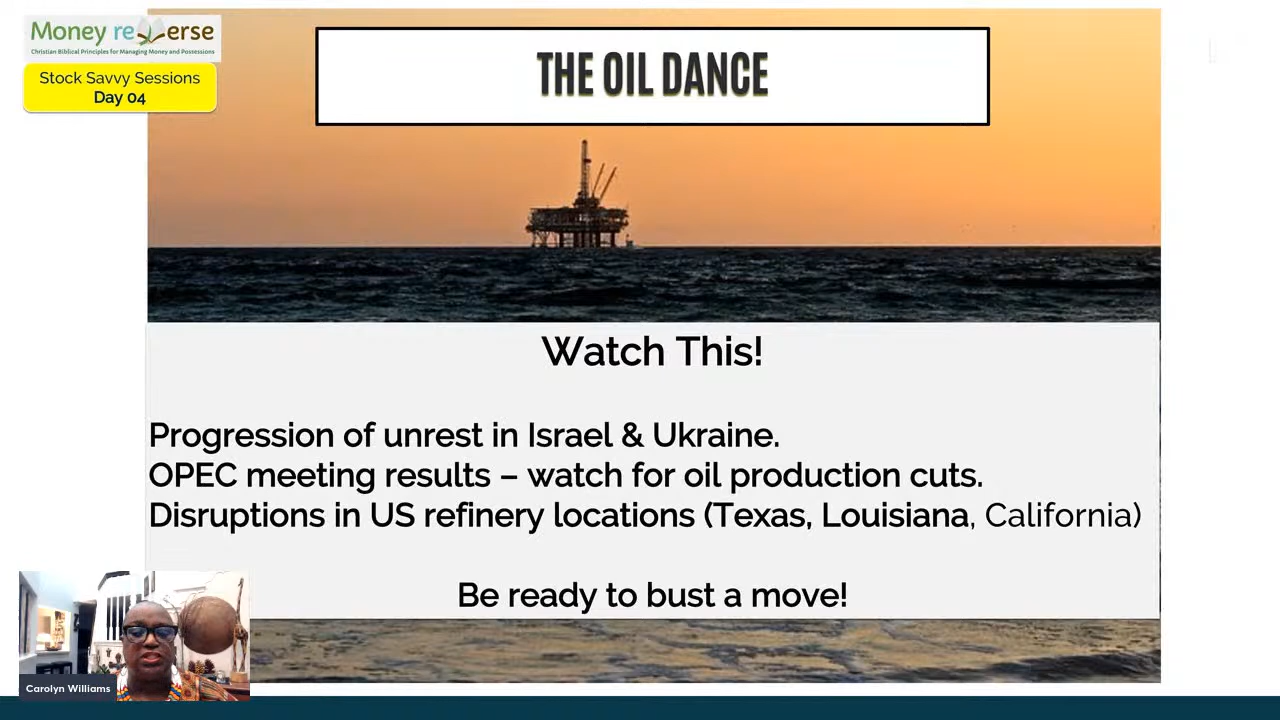 Money reVerse
Christian Biblical Principles for Managing Money and Possessions
Stock Savvy Sessions
Day 04
THE OIL DANCE
Watch This!
Progression of unrest in Israel & Ukraine.
OPEC meeting results – watch for oil production cuts.
Disruptions in US refinery locations (Texas, Louisiana, California)
Be ready to bust a move!
Carolyn Williams